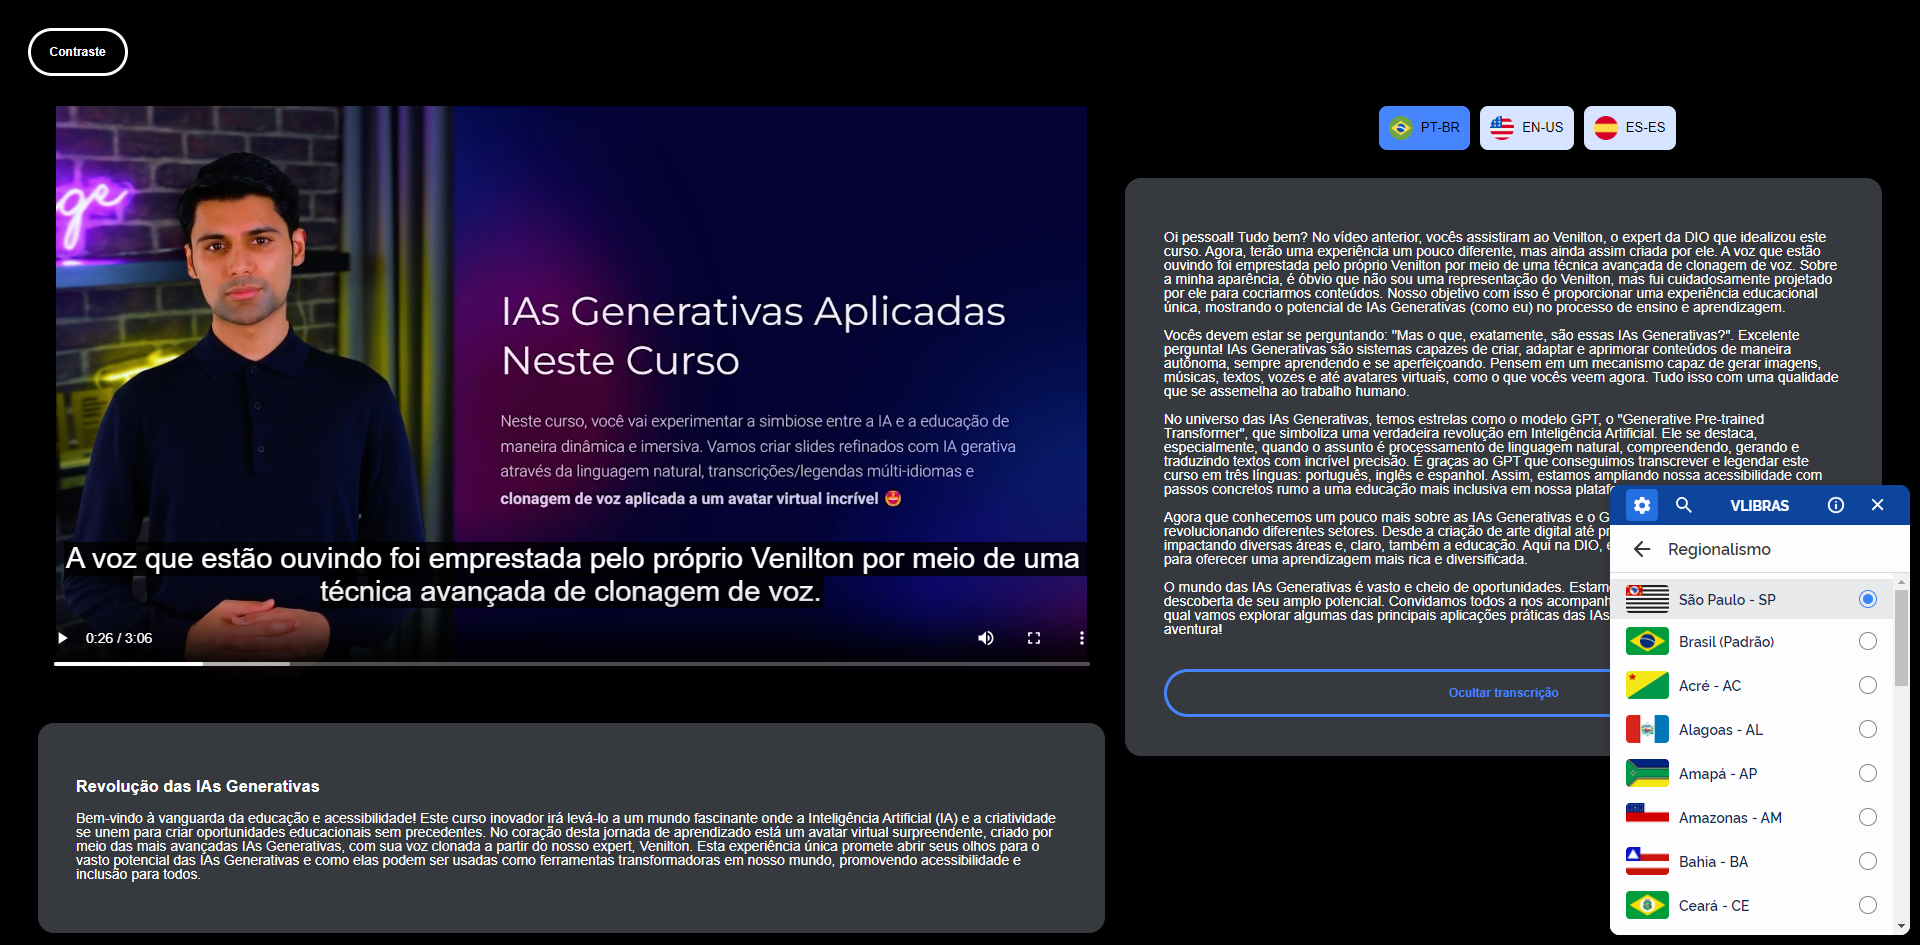 Contraste
ge
IAs Generativas Aplicadas
Neste Curso
Neste curso, você vai experimentar a simbiose entre a IA e a educação de
maneira dinâmica e imersiva. Vamos criar slides refinados com IA gerativa
através da linguagem natural, transcrições/legendas múlti-idiomas e
clonagem de voz aplicada a um avatar virtual incrível 🤩
A voz que estão ouvindo foi emprestada pelo próprio Venilton por meio de uma
técnica avançada de clonagem de voz.
0:26 / 3:06
Revolução das IAs Generativas
Bem-vindo à vanguarda da educação e acessibilidade! Este curso inovador irá levá-lo a um mundo fascinante onde a Inteligência Artificial (IA) e a criatividade
se unem para criar oportunidades educacionais sem precedentes. No coração desta jornada de aprendizado está um avatar virtual surpreendente, criado por
meio das mais avançadas IAs Generativas, com sua voz clonada a partir do nosso expert, Venilton. Esta experiência única promete abrir seus olhos para o
vasto potencial das IAs Generativas e como elas podem ser usadas como ferramentas transformadoras em nosso mundo, promovendo acessibilidade e
inclusão para todos.
PT-BR
EN-US
ES-ES
Oi pessoal! Tudo bem? No vídeo anterior, vocês assistiram ao Venilton, o expert da DIO que idealizou este
curso. Agora, terão uma experiência um pouco diferente, mas ainda assim criada por ele. A voz que estão
ouvindo foi emprestada pelo próprio Venilton por meio de uma técnica avançada de clonagem de voz. Sobre
a minha aparência, é óbvio que não sou uma representação do Venilton, mas fui cuidadosamente projetado
por ele para cocriarmos conteúdos. Nosso objetivo com isso é proporcionar uma experiência educacional
única, mostrando o potencial de IAs Generativas (como eu) no processo de ensino e aprendizagem.
Vocês devem estar se perguntando: "Mas o que, exatamente, são essas IAs Generativas?". Excelente
pergunta! IAs Generativas são sistemas capazes de criar, adaptar e aprimorar conteúdos de maneira
autônoma, sempre aprendendo e se aperfeiçoando. Pensem em um mecanismo capaz de gerar imagens,
músicas, textos, vozes e até avatares virtuais, como o que vocês veem agora. Tudo isso com uma qualidade
que se assemelha ao trabalho humano.
No universo das IAs Generativas, temos estrelas como o modelo GPT, o "Generative Pre-trained
Transformer", que simboliza uma verdadeira revolução em Inteligência Artificial. Ele se destaca,
especialmente, quando o assunto é processamento de linguagem natural, compreendendo, gerando e
traduzindo textos com incrível precisão. É graças ao GPT que conseguimos transcrever e legendar este
curso em três línguas: português, inglês e espanhol. Assim, estamos ampliando nossa acessibilidade com
passos concretos rumo a uma educação mais inclusiva em nossa plataf
Agora que conhecemos um pouco mais sobre as IAs Generativas e o G
revolucionando diferentes setores. Desde a criação de arte digital até pr
impactando diversas áreas e, claro, também a educação. Aqui na DIO, e
para oferecer uma aprendizagem mais rica e diversificada.
O mundo das IAs Generativas é vasto e cheio de oportunidades. Estam
descoberta de seu amplo potencial. Convidamos todos a nos acompanh
qual vamos explorar algumas das principais aplicações práticas das IAs
aventura!
Ocultar transcrição
VLIBRAS
Regionalismo
São Paulo - SP
Brasil (Padrão)
Acré - AC
Alagoas - AL
Amapá - AP
Amazonas - AM
Bahia - BA
Ceará - CE